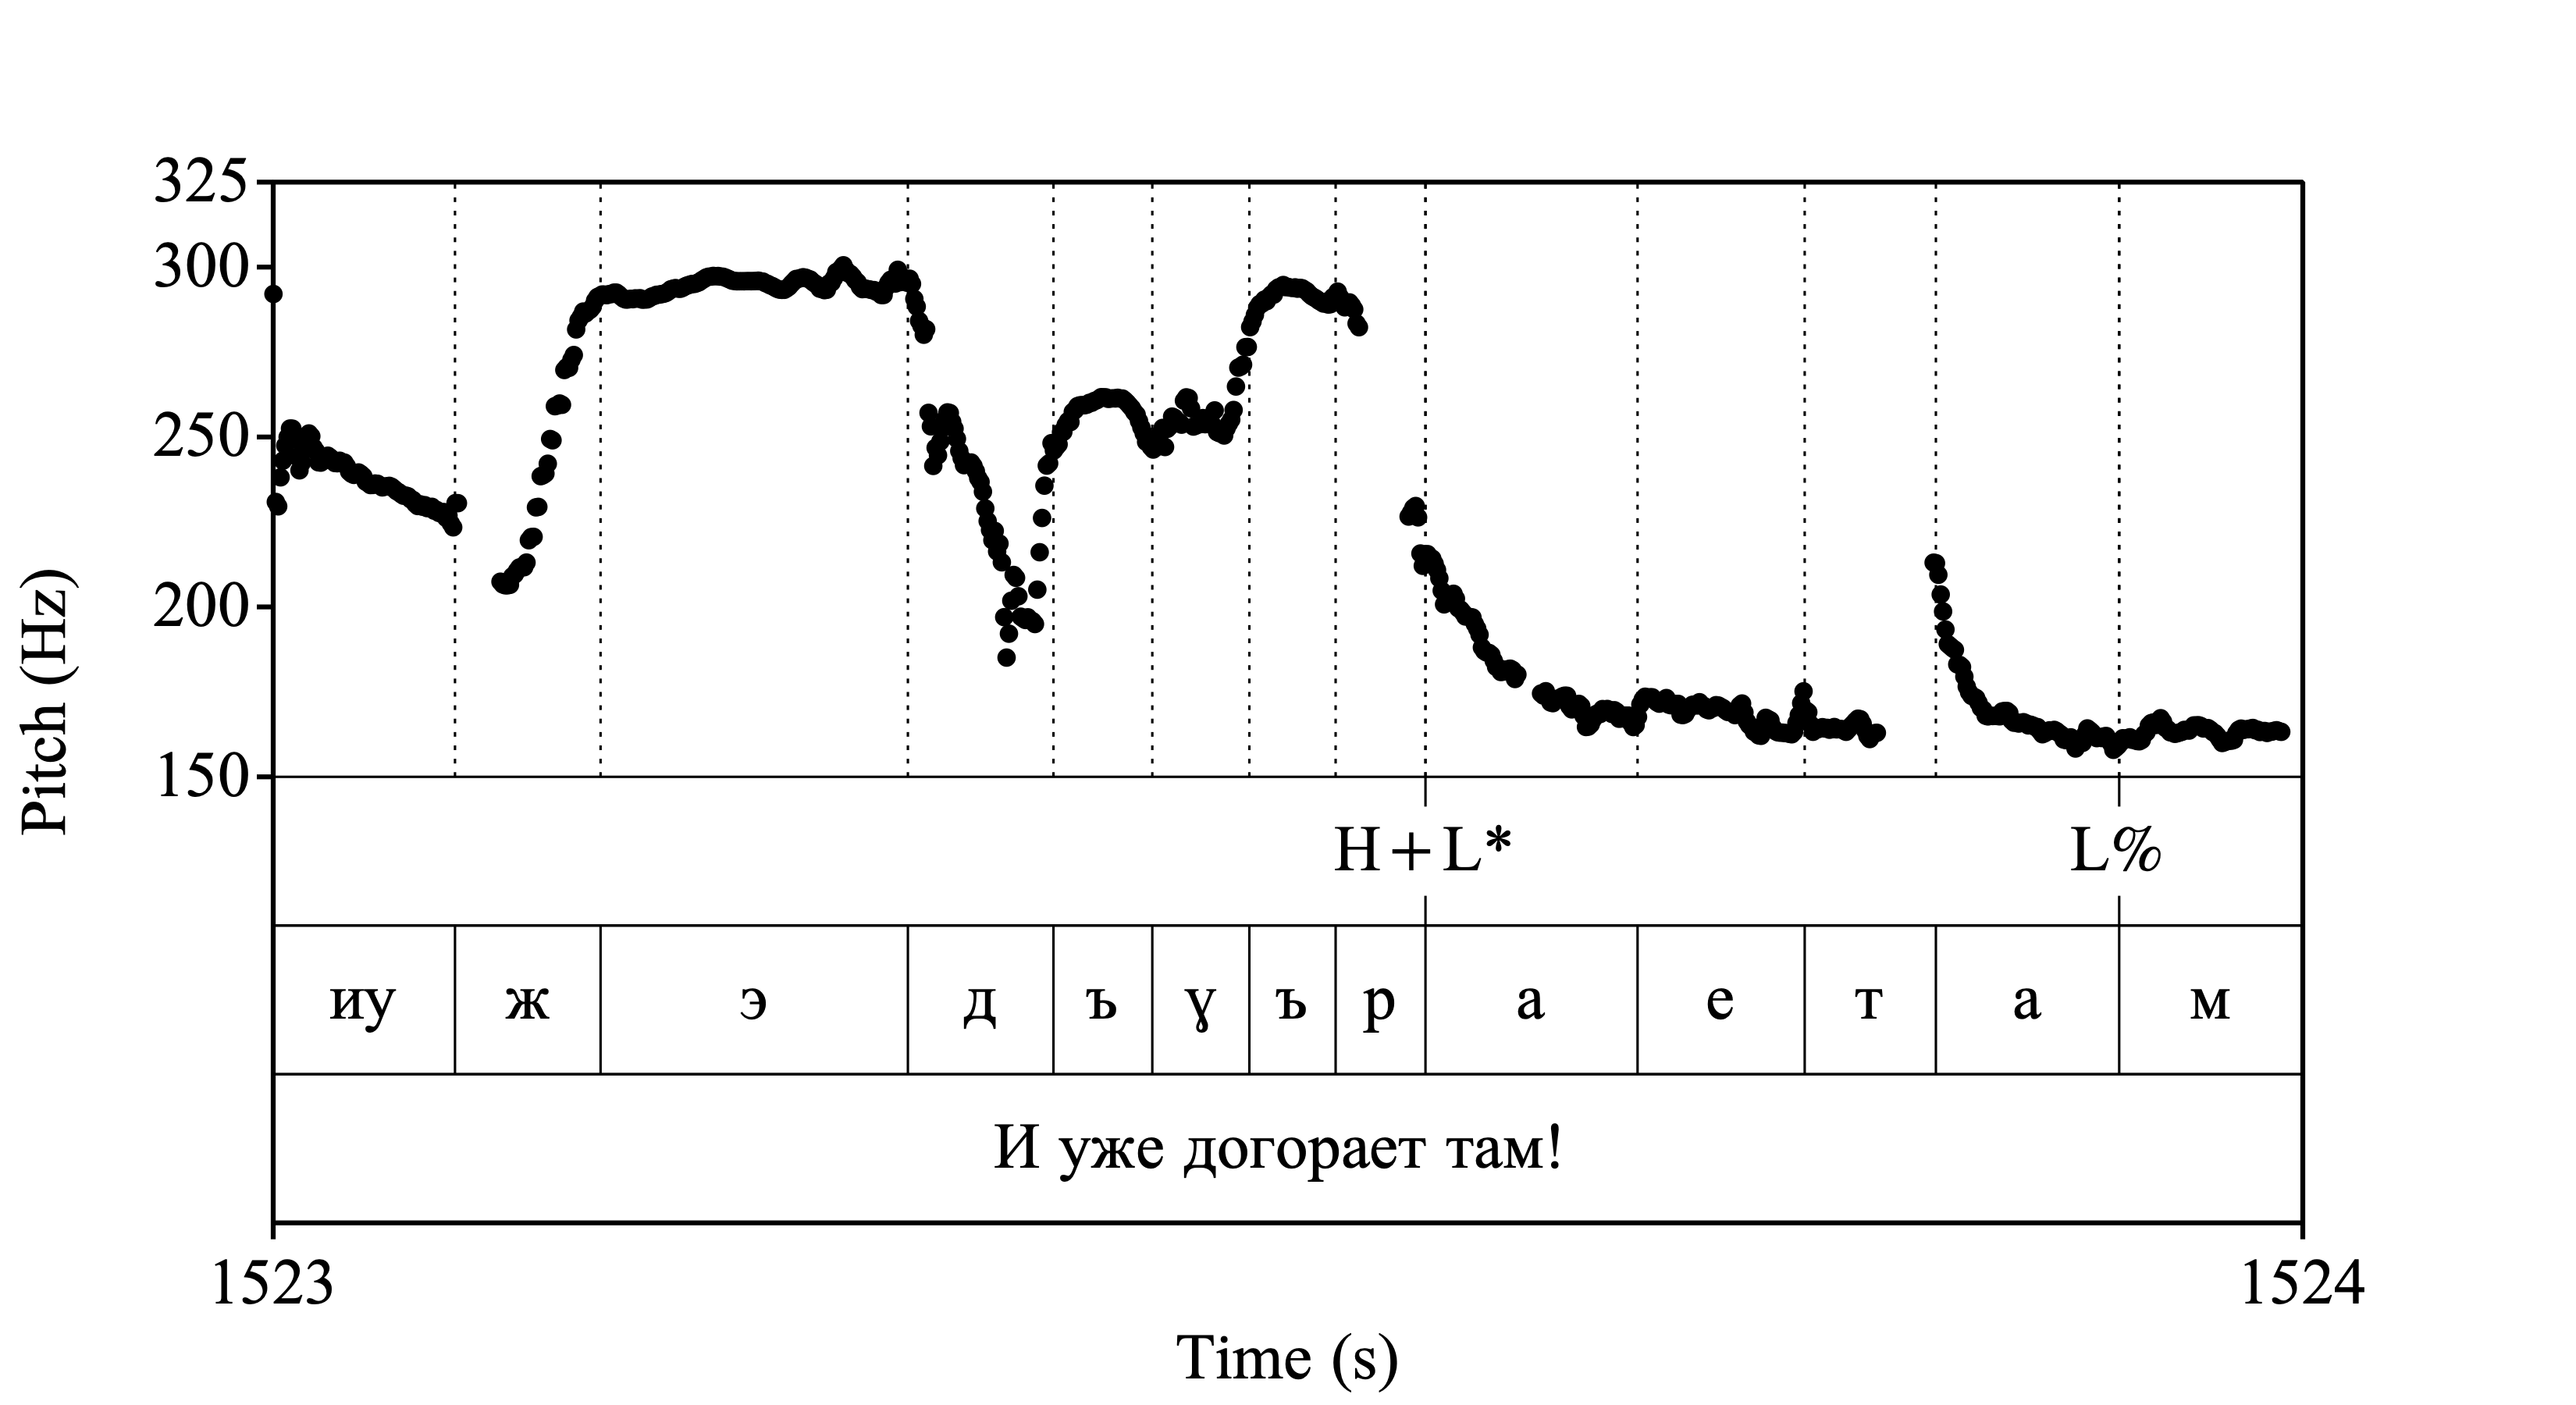 325
300
250
200
150
Pitch (Hz)
H+L* L%
иу ж э д ъ ɣ ъ р а е т а м
И уже догорает там!
1523 1524
Time (s)